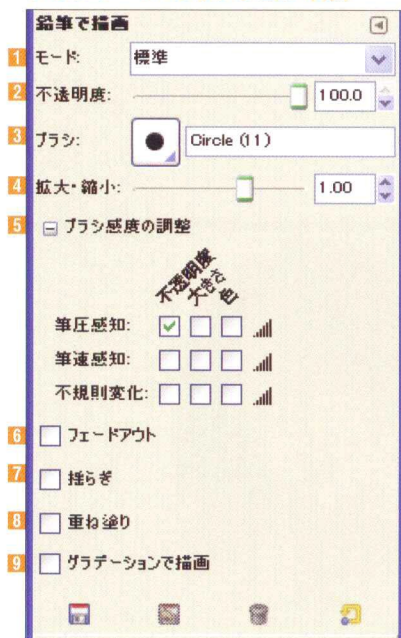 鉛筆で描画
1 モード: 標準
2 不透明度: 100.0
3 ブラシ: Circle (11)
4 拡大・縮小: 1.00
5 ブラシ感度の調整
不透明度 大きさ 色
筆圧感知:
筆速感知:
不規則変化:
6 フェードアウト
7 揺らぎ
8 重ね塗り
9 グラデーションで描画